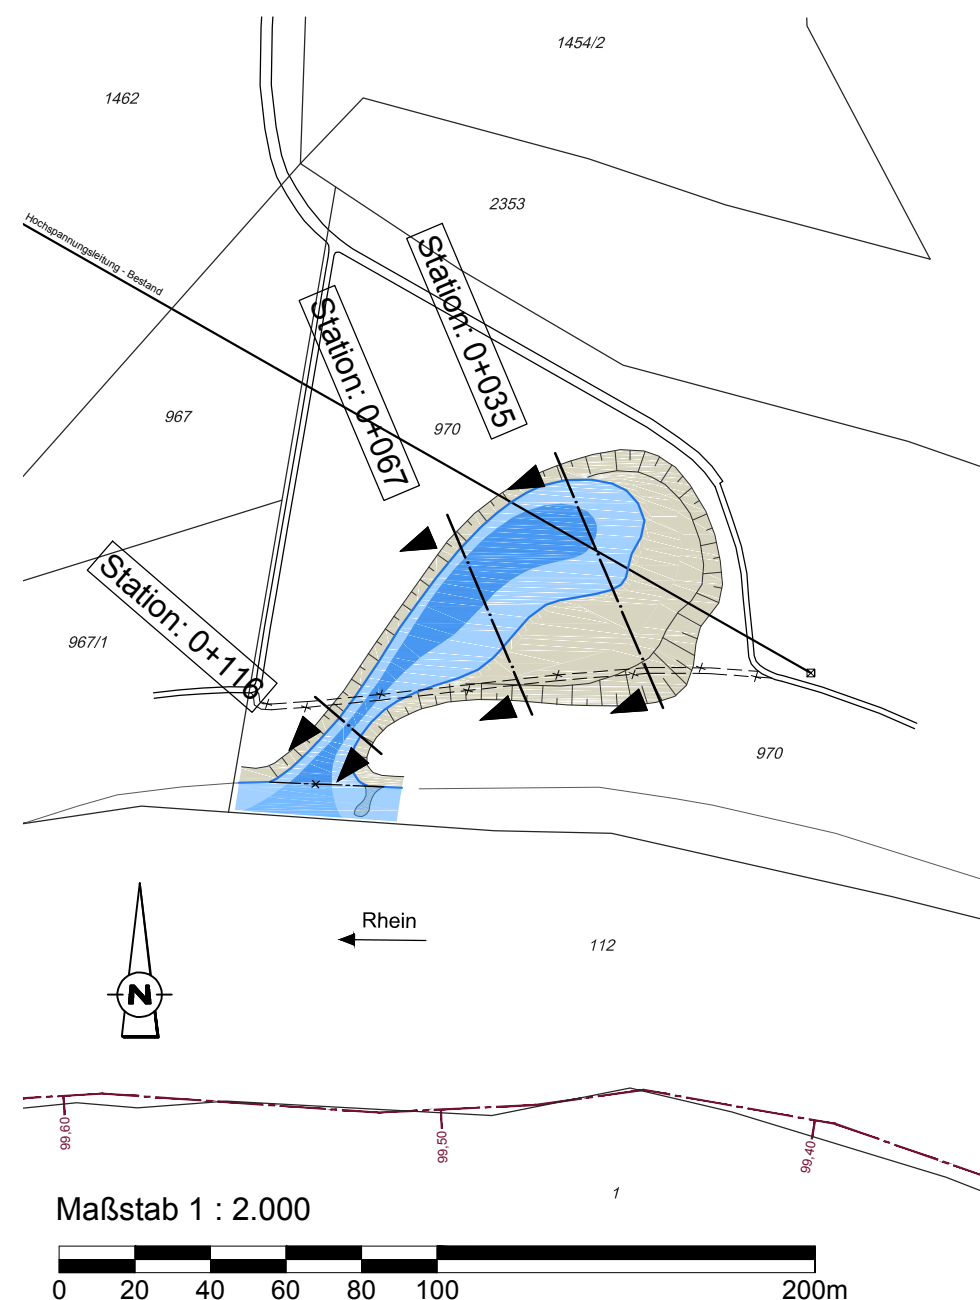 1454/2
1462
2353
Hochspannungsleitung - Bestand
Station: 0+035
Station: 0+067
967
970
Station: 0+116
967/1
970
Rhein
112
N
99,60
99,50
99,40
1
Maßstab 1 : 2.000
0 20 40 60 80 100 200m